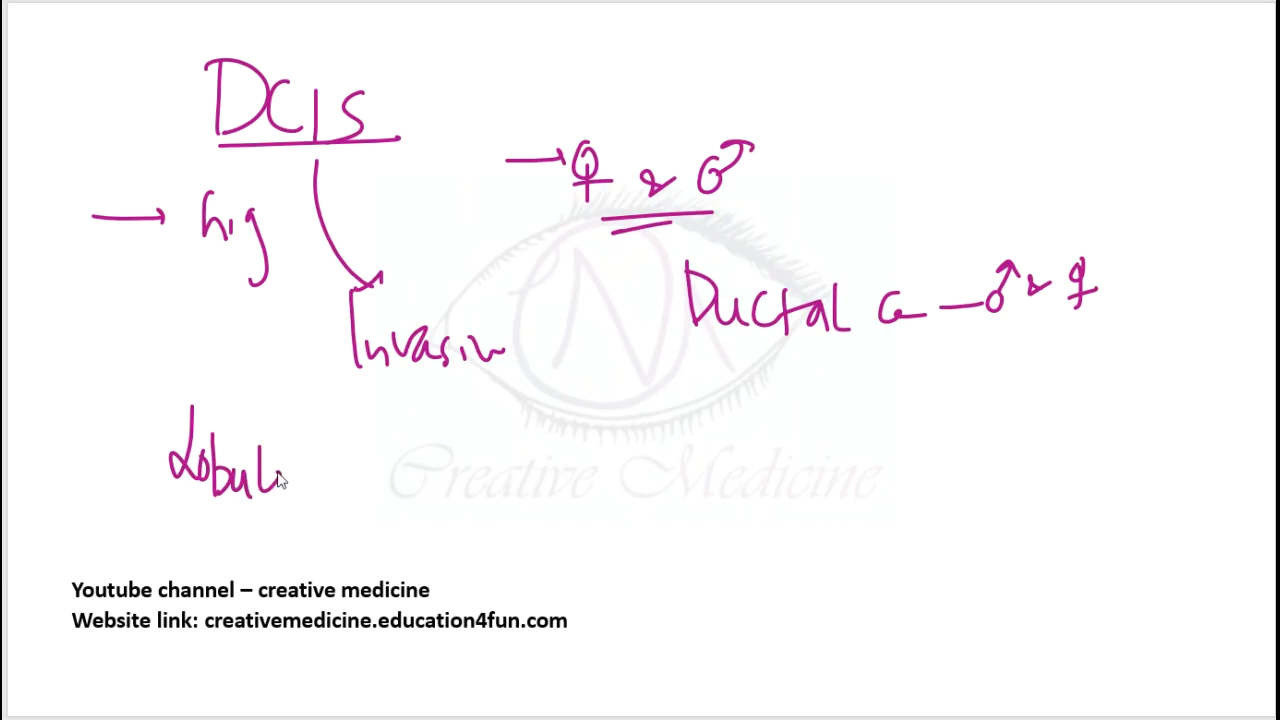 DCIS
→ ♀ & ♂
→ hig
Ductal ca — ♂ & ♀
Invasiv
Lobul
Creative Medicine
Youtube channel – creative medicine
Website link: creativemedicine.education4fun.com